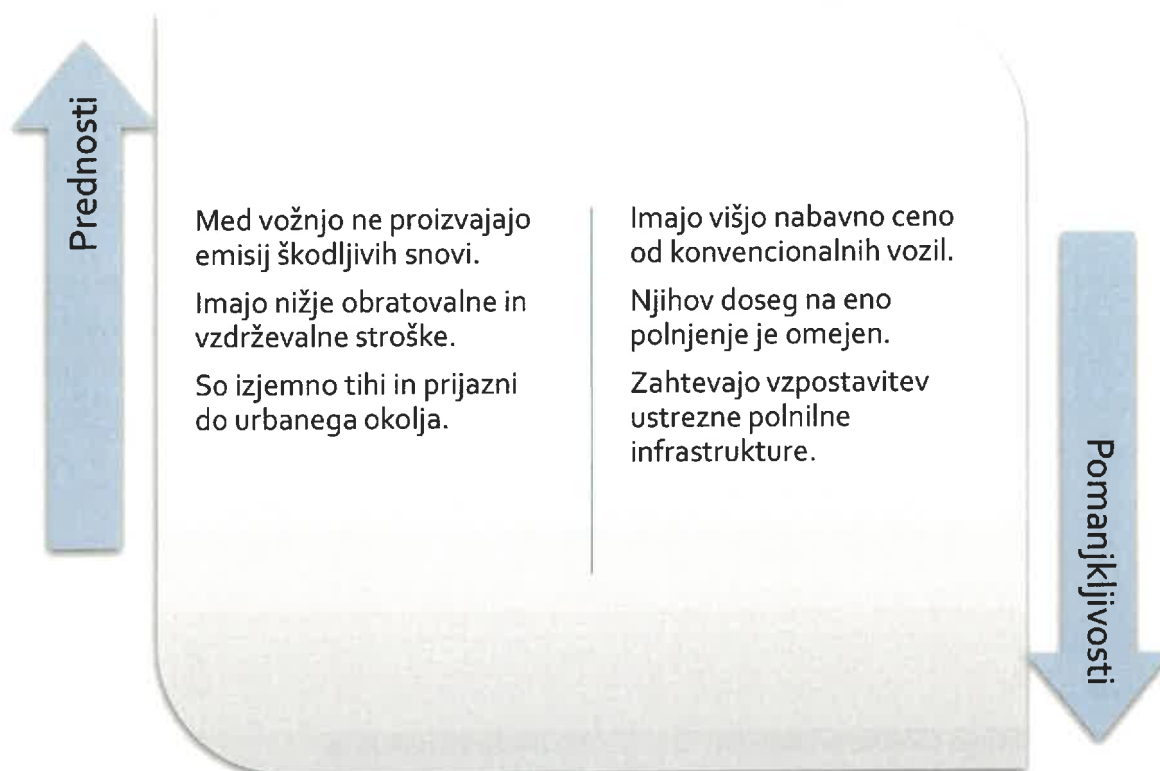 Prednosti
Med vožnjo ne proizvajajo
emisij škodljivih snovi.
Imajo nižje obratovalne in
vzdrževalne stroške.
So izjemno tihi in prijazni
do urbanega okolja.
Imajo višjo nabavno ceno
od konvencionalnih vozil.
Njihov doseg na eno
polnjenje je omejen.
Zahtevajo vzpostavitev
ustrezne polnilne
infrastrukture.
Pomanjkljivosti